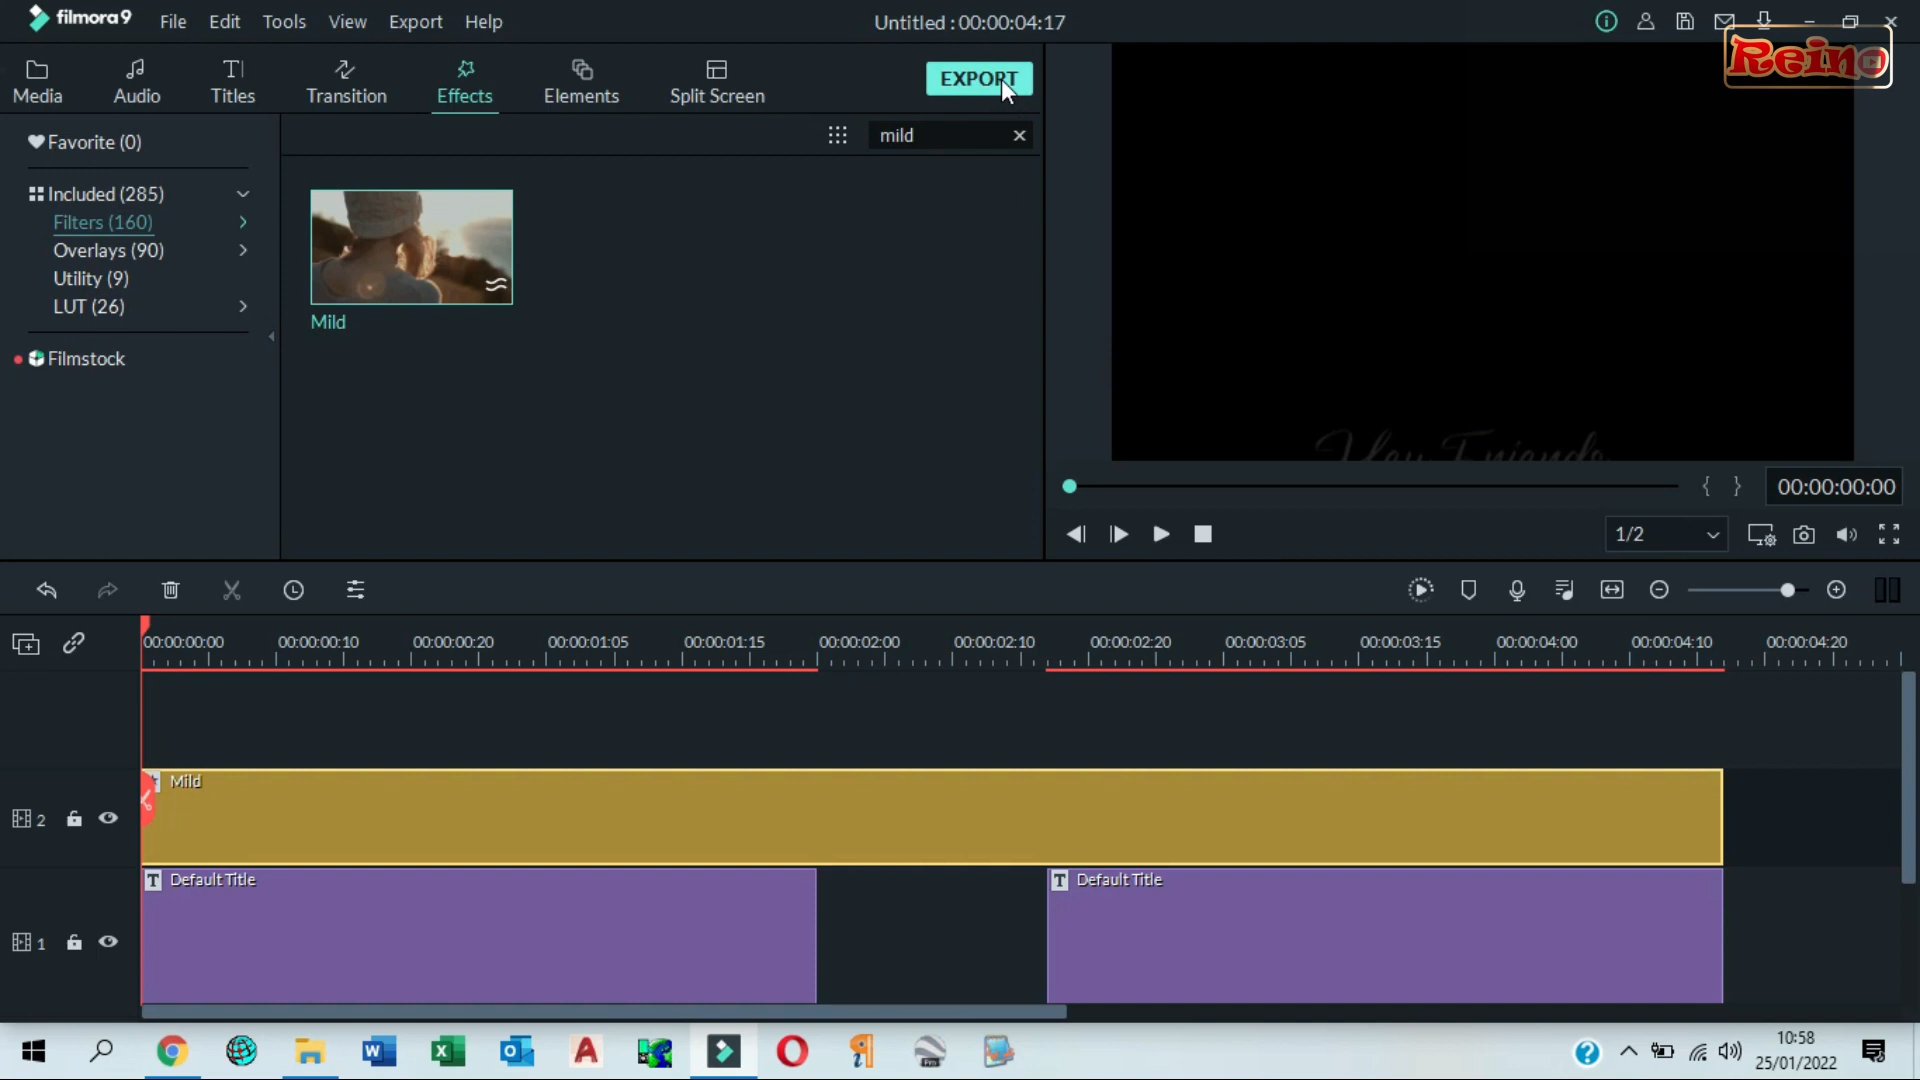 filmora9 File Edit Tools View Export Help Untitled : 00:00:04:17
Reino
Media Audio Titles Transition Effects Elements Split Screen EXPORT
Favorite (0) mild
Included (285)
Filters (160)
Overlays (90)
Utility (9)
LUT (26)
Mild
Filmstock
Hey Friends
00:00:00:00
1/2
00:00:00:00 00:00:00:10 00:00:00:20 00:00:01:05 00:00:01:15 00:00:02:00 00:00:02:10 00:00:02:20 00:00:03:05 00:00:03:15 00:00:04:00 00:00:04:10 00:00:04:20
Mild
2
T Default Title T Default Title
1
10:58
25/01/2022